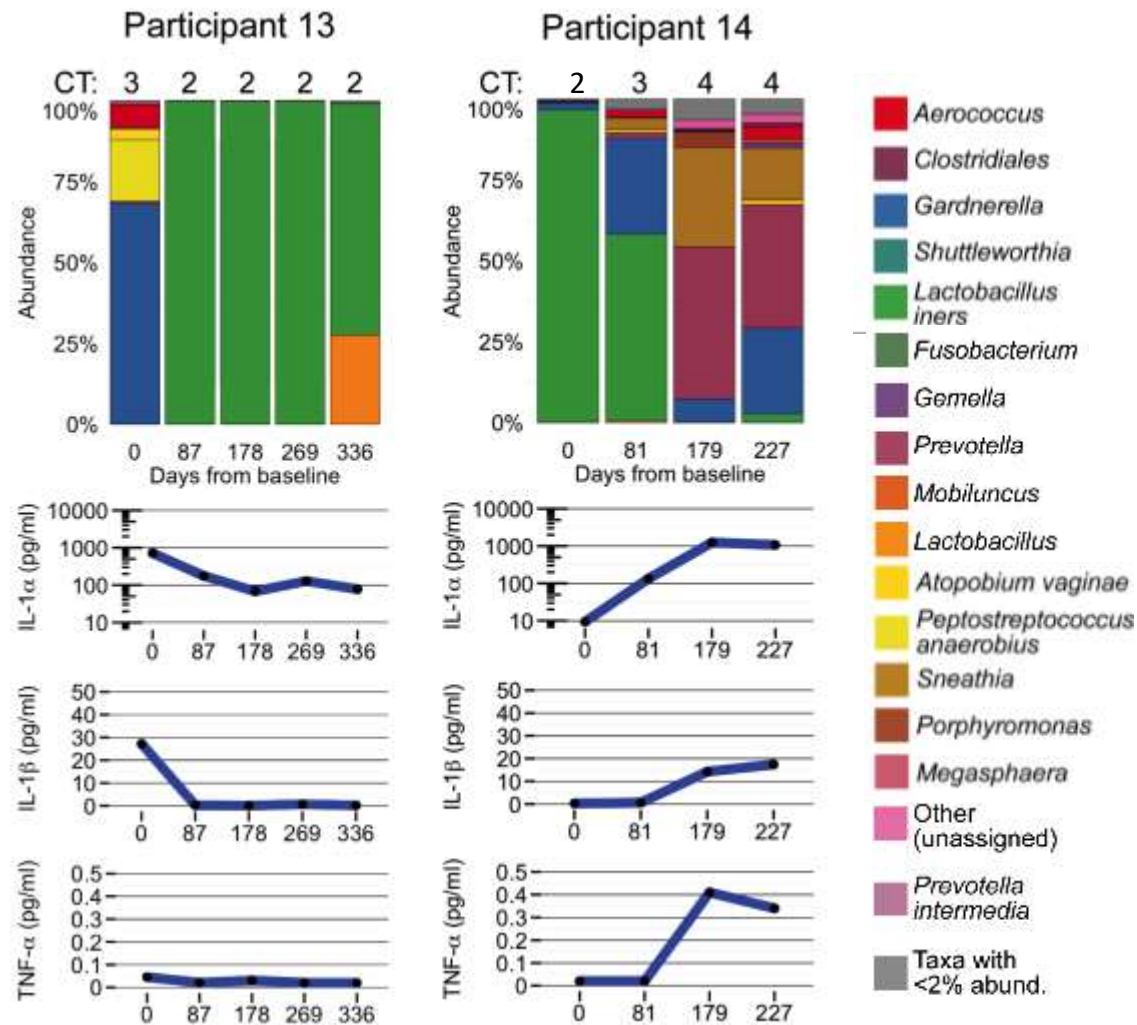 Participant 13
CT: 3 2 2 2 2
100%
75%
50%
25%
0%
Abundance
0 87 178 269 336
Days from baseline
10000
1000
100
10
IL-1α (pg/ml)
0 87 178 269 336
50
40
30
20
10
0
IL-1β (pg/ml)
0 87 178 269 336
0.5
0.4
0.3
0.2
0.1
0
TNF-α (pg/ml)
0 87 178 269 336
Participant 14
CT: 2 3 4 4
100%
75%
50%
25%
0%
Abundance
0 81 179 227
Days from baseline
10000
1000
100
10
IL-1α (pg/ml)
0 81 179 227
50
40
30
20
10
0
IL-1β (pg/ml)
0 81 179 227
0.5
0.4
0.3
0.2
0.1
0
TNF-α (pg/ml)
0 81 179 227
Aerococcus
Clostridiales
Gardnerella
Shuttleworthia
Lactobacillus
iners
Fusobacterium
Gemella
Prevotella
Mobiluncus
Lactobacillus
Atopobium vaginae
Peptostreptococcus
anaerobius
Sneathia
Porphyromonas
Megasphaera
Other
(unassigned)
Prevotella
intermedia
Taxa with
<2% abund.